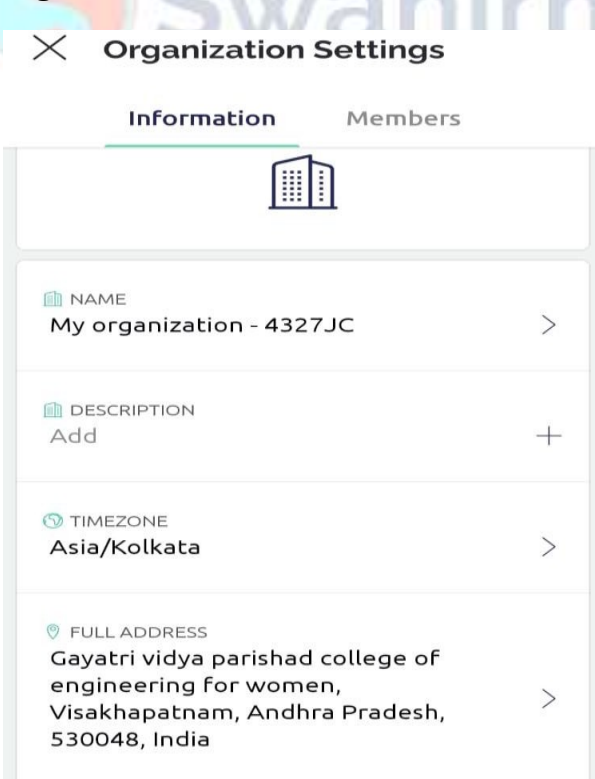 Organization Settings
Information Members
NAME
My organization - 4327JC
DESCRIPTION
Add
TIMEZONE
Asia/Kolkata
FULL ADDRESS
Gayatri vidya parishad college of
engineering for women,
Visakhapatnam, Andhra Pradesh,
530048, India